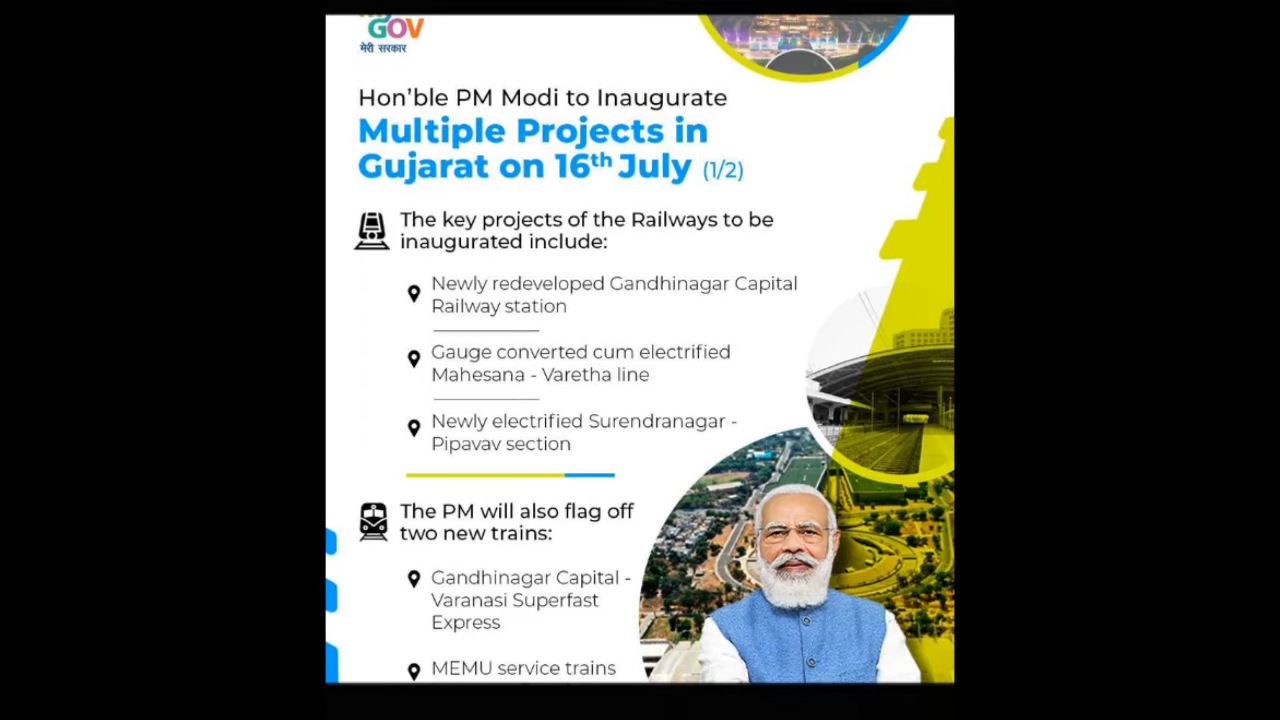 GOV
मेरी सरकार
Hon'ble PM Modi to Inaugurate
Multiple Projects in
Gujarat on 16th July (1/2)
The key projects of the Railways to be
inaugurated include:
Newly redeveloped Gandhinagar Capital
Railway station
Gauge converted cum electrified
Mahesana - Varetha line
Newly electrified Surendranagar -
Pipavav section
The PM will also flag off
two new trains:
Gandhinagar Capital -
Varanasi Superfast
Express
MEMU service trains